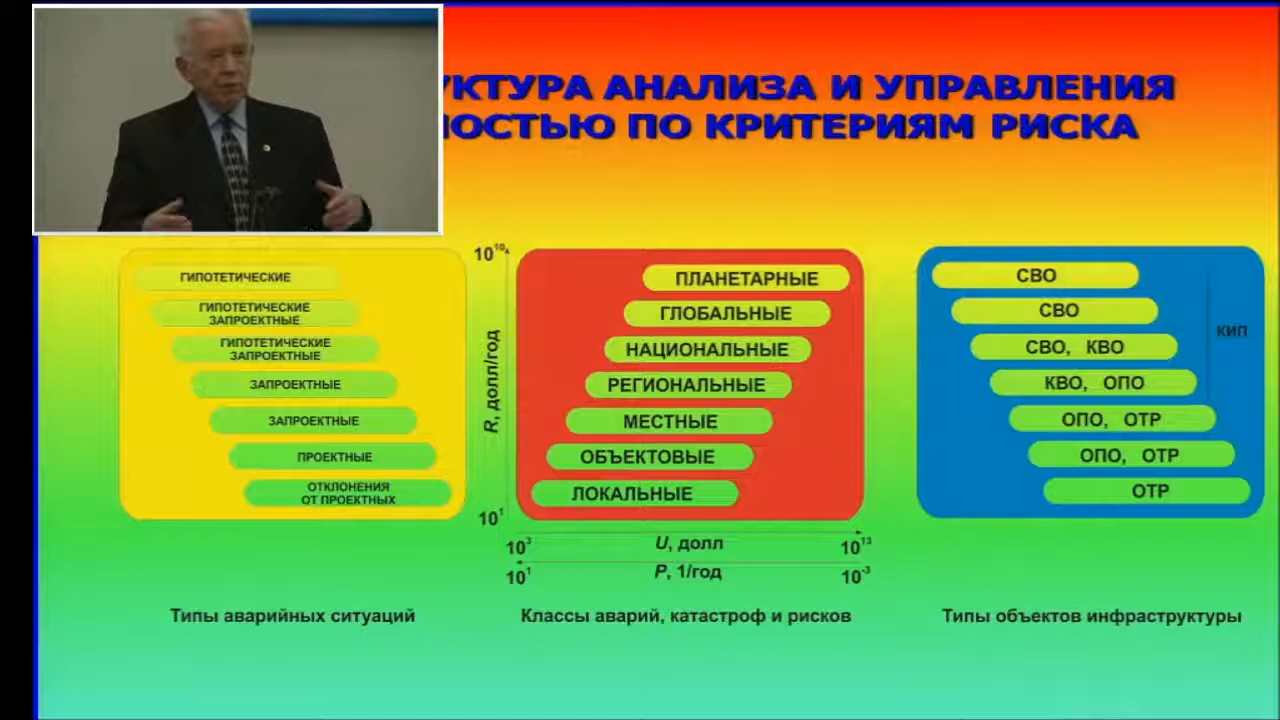 УКТУРА АНАЛИЗА И УПРАВЛЕНИЯ
НОСТЬЮ ПО КРИТЕРИЯМ РИСКА
ГИПОТЕТИЧЕСКИЕ
ГИПОТЕТИЧЕСКИЕ
ЗАПРОЕКТНЫЕ
ГИПОТЕТИЧЕСКИЕ
ЗАПРОЕКТНЫЕ
ЗАПРОЕКТНЫЕ
ЗАПРОЕКТНЫЕ
ПРОЕКТНЫЕ
ОТКЛОНЕНИЯ
ОТ ПРОЕКТНЫХ
Типы аварийных ситуаций
10¹⁰
R, долл/год
10¹
ПЛАНЕТАРНЫЕ
ГЛОБАЛЬНЫЕ
НАЦИОНАЛЬНЫЕ
РЕГИОНАЛЬНЫЕ
МЕСТНЫЕ
ОБЪЕКТОВЫЕ
ЛОКАЛЬНЫЕ
10³ U, долл 10¹³
10¹ P, 1/год 10⁻³
Классы аварий, катастроф и рисков
СВО
СВО
СВО, КВО
КВО, ОПО
ОПО, ОТР
ОПО, ОТР
ОТР
КИП
Типы объектов инфраструктуры